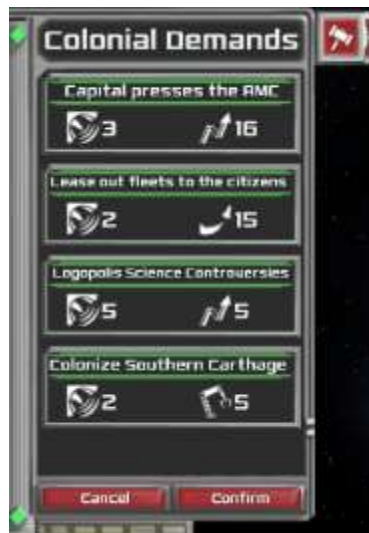 Colonial Demands
Capital presses the AMC
3 16
Lease out fleets to the citizens
2 15
Logopolis Science Controversies
5 5
Colonize Southern Carthage
2 5
Cancel Confirm